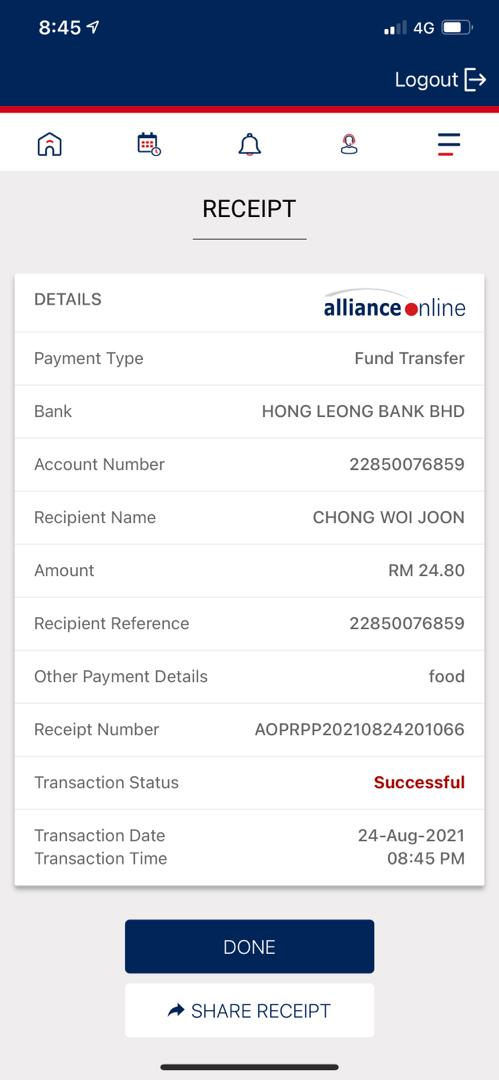 8:45
4G
Logout
RECEIPT
DETAILS
alliance online
Payment Type Fund Transfer
Bank HONG LEONG BANK BHD
Account Number 22850076859
Recipient Name CHONG WOI JOON
Amount RM 24.80
Recipient Reference 22850076859
Other Payment Details food
Receipt Number AOPRPP20210824201066
Transaction Status Successful
Transaction Date 24-Aug-2021
Transaction Time 08:45 PM
DONE
SHARE RECEIPT